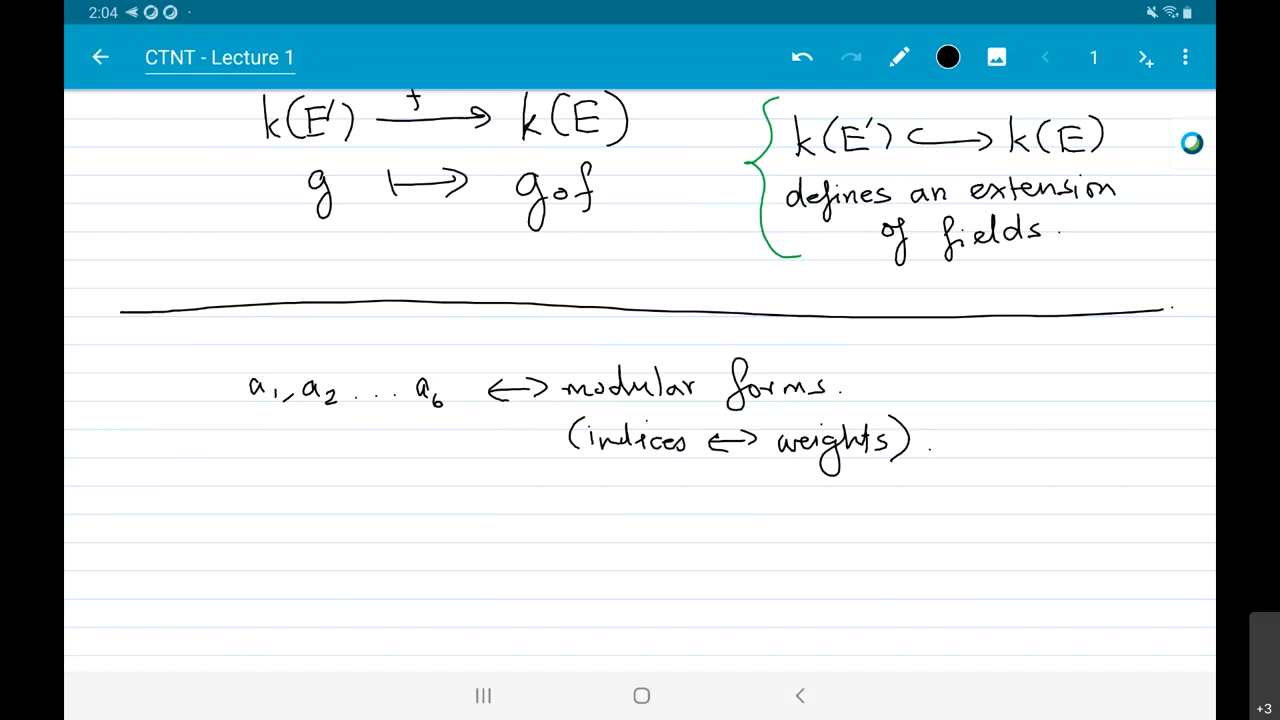 2:04
CTNT - Lecture 1
1
k(E') ⟶ k(E)
g ⟼ g∘f
k(E') ↪ k(E)
defines an extension
of fields.
a₁, a₂ ... a₆ ⟷ modular forms.
(indices ⟷ weights).
+3